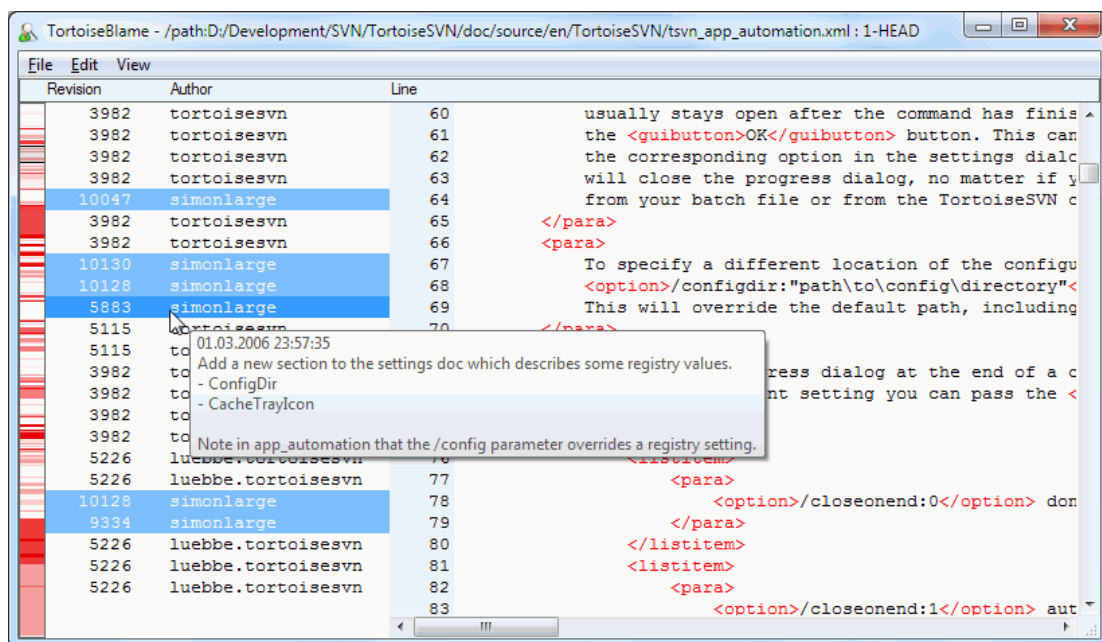 TortoiseBlame - /path:D:/Development/SVN/TortoiseSVN/doc/source/en/TortoiseSVN/tsvn_app_automation.xml : 1-HEAD
File Edit View
Revision Author Line
3982 tortoisesvn 60 usually stays open after the command has finis
3982 tortoisesvn 61 the <guibutton>OK</guibutton> button. This can
3982 tortoisesvn 62 the corresponding option in the settings dialo
3982 tortoisesvn 63 will close the progress dialog, no matter if y
10047 simonlarge 64 from your batch file or from the TortoiseSVN c
3982 tortoisesvn 65 </para>
3982 tortoisesvn 66 <para>
10130 simonlarge 67 To specify a different location of the configu
10128 simonlarge 68 <option>/configdir:"path\to\config\directory"<
5883 simonlarge 69 This will override the default path, including
5115 tortoisesvn 70 </para>
5115 to
3982 to ress dialog at the end of a c
3982 to nt setting you can pass the <
3982 to
3982 to
01.03.2006 23:57:35
Add a new section to the settings doc which describes some registry values.
- ConfigDir
- CacheTrayIcon
Note in app_automation that the /config parameter overrides a registry setting.
5226 luebbe.tortoisesvn 76 <listitem>
5226 luebbe.tortoisesvn 77 <para>
10128 simonlarge 78 <option>/closeonend:0</option> don
9334 simonlarge 79 </para>
5226 luebbe.tortoisesvn 80 </listitem>
5226 luebbe.tortoisesvn 81 <listitem>
5226 luebbe.tortoisesvn 82 <para>
83 <option>/closeonend:1</option> aut